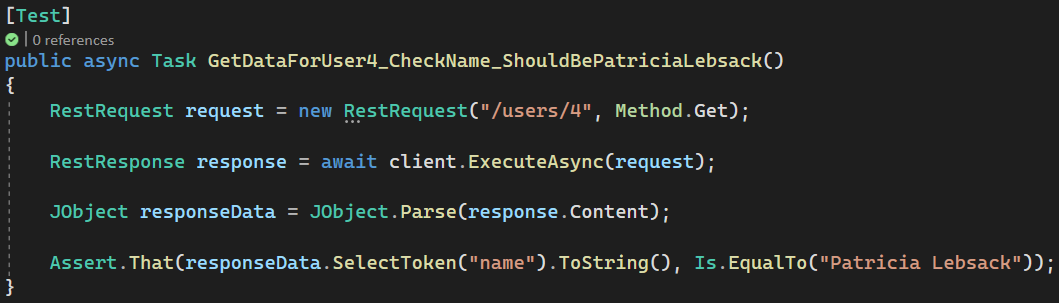 [Test]
| 0 references
public async Task GetDataForUser4_CheckName_ShouldBePatriciaLebsack()
{
RestRequest request = new RestRequest("/users/4", Method.Get);
RestResponse response = await client.ExecuteAsync(request);
JObject responseData = JObject.Parse(response.Content);
Assert.That(responseData.SelectToken("name").ToString(), Is.EqualTo("Patricia Lebsack"));
}